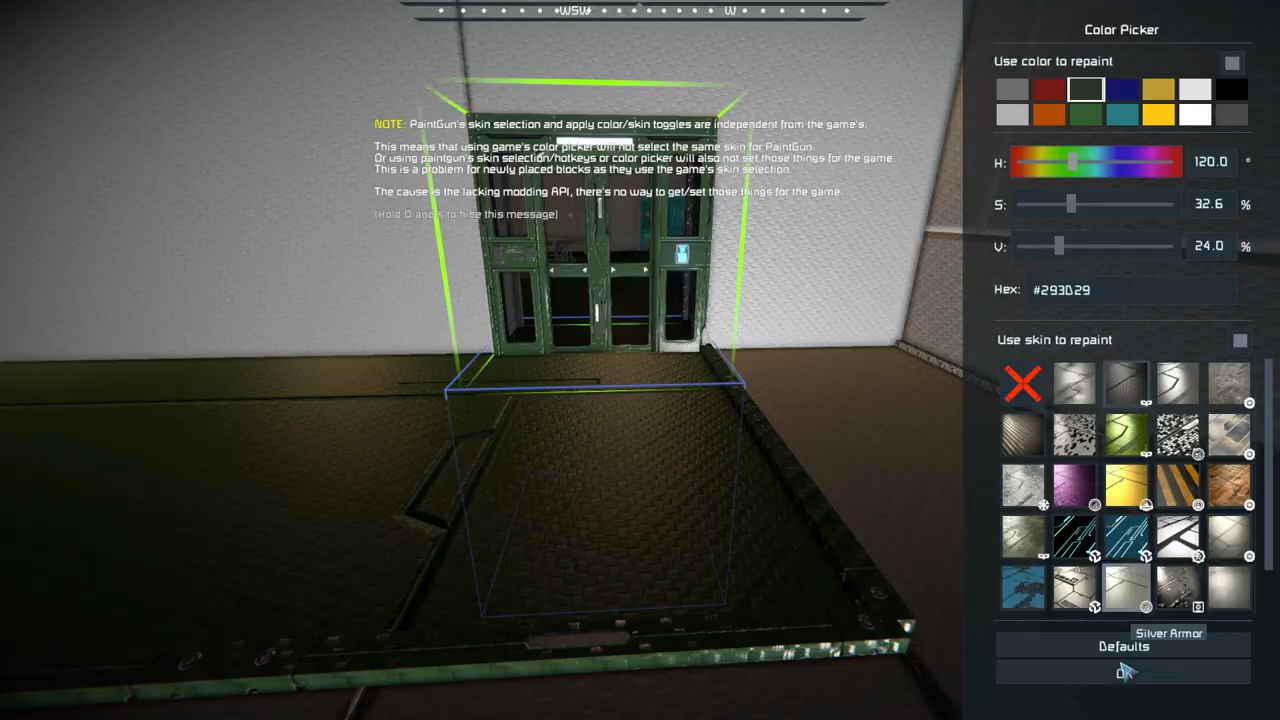 WSW W
Color Picker
Use color to repaint
NOTE: PaintGun's skin selection and apply color/skin toggles are independent from the game's.
This means that using game's color picker will not select the same skin for PaintGun.
Or using paintgun's skin selection/hotkeys or color picker will also not set those things for the game.
This is a problem for newly placed blocks as they use the game's skin selection.
The cause is the lacking modding API, there's no way to get/set those things for the game.
(Hold 0 and K to hide this message)
H: 120.0 °
S: 32.6 %
V: 24.0 %
Hex: #293D29
Use skin to repaint
Silver Armor
Defaults
OK